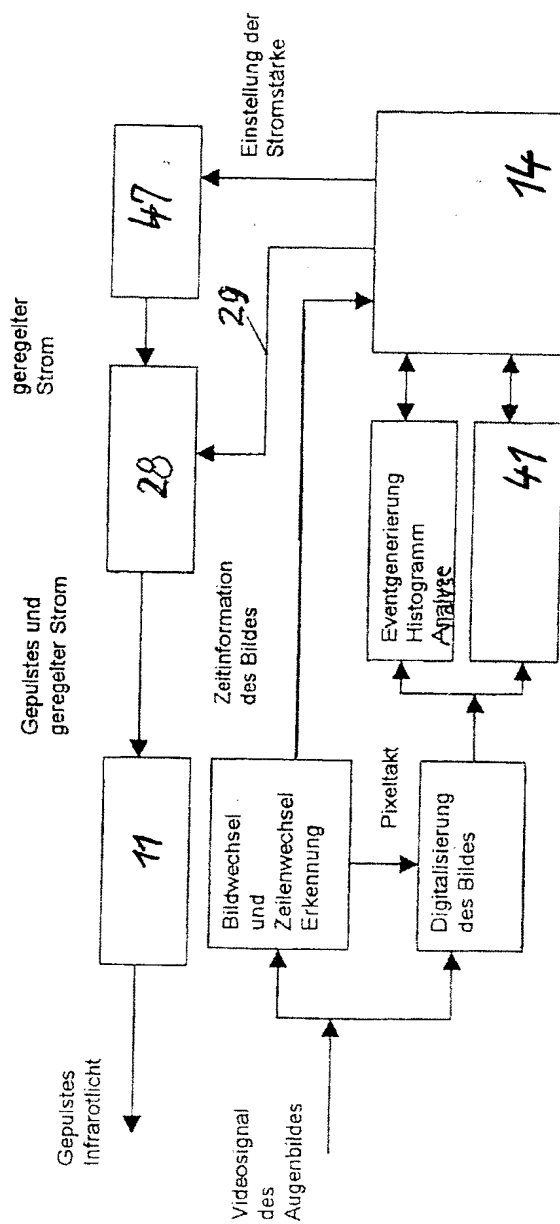 Gepulstes
Infrarotlicht
11
Gepulstes und
geregelter Strom
28
geregelter
Strom
47
Einstellung der
Stromstärke
29
Zeitinformation
des Bildes
Videosignal
des
Augenbildes
Bildwechsel
und
Zeilenwechsel
Erkennung
Pixeltakt
Digitalisierung
des Bildes
Eventgenerierung
Histogramm
Analyse
41
14